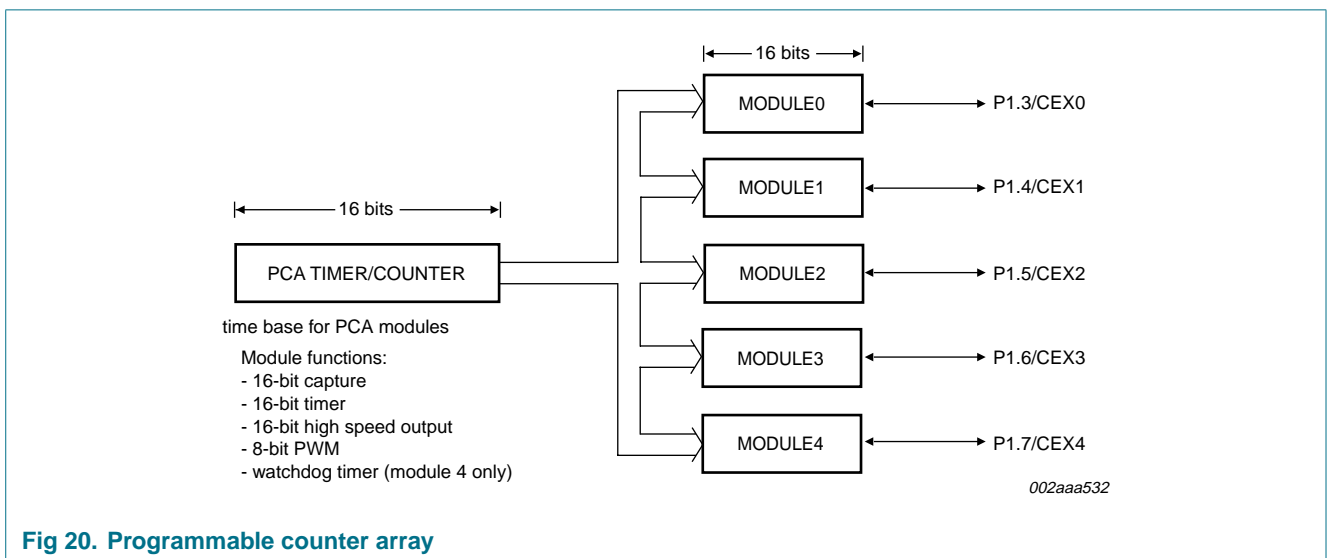 16 bits
MODULE0
P1.3/CEX0
MODULE1
P1.4/CEX1
16 bits
PCA TIMER/COUNTER
MODULE2
P1.5/CEX2
time base for PCA modules
Module functions:
- 16-bit capture
- 16-bit timer
- 16-bit high speed output
- 8-bit PWM
- watchdog timer (module 4 only)
MODULE3
P1.6/CEX3
MODULE4
P1.7/CEX4
002aaa532
Fig 20. Programmable counter array